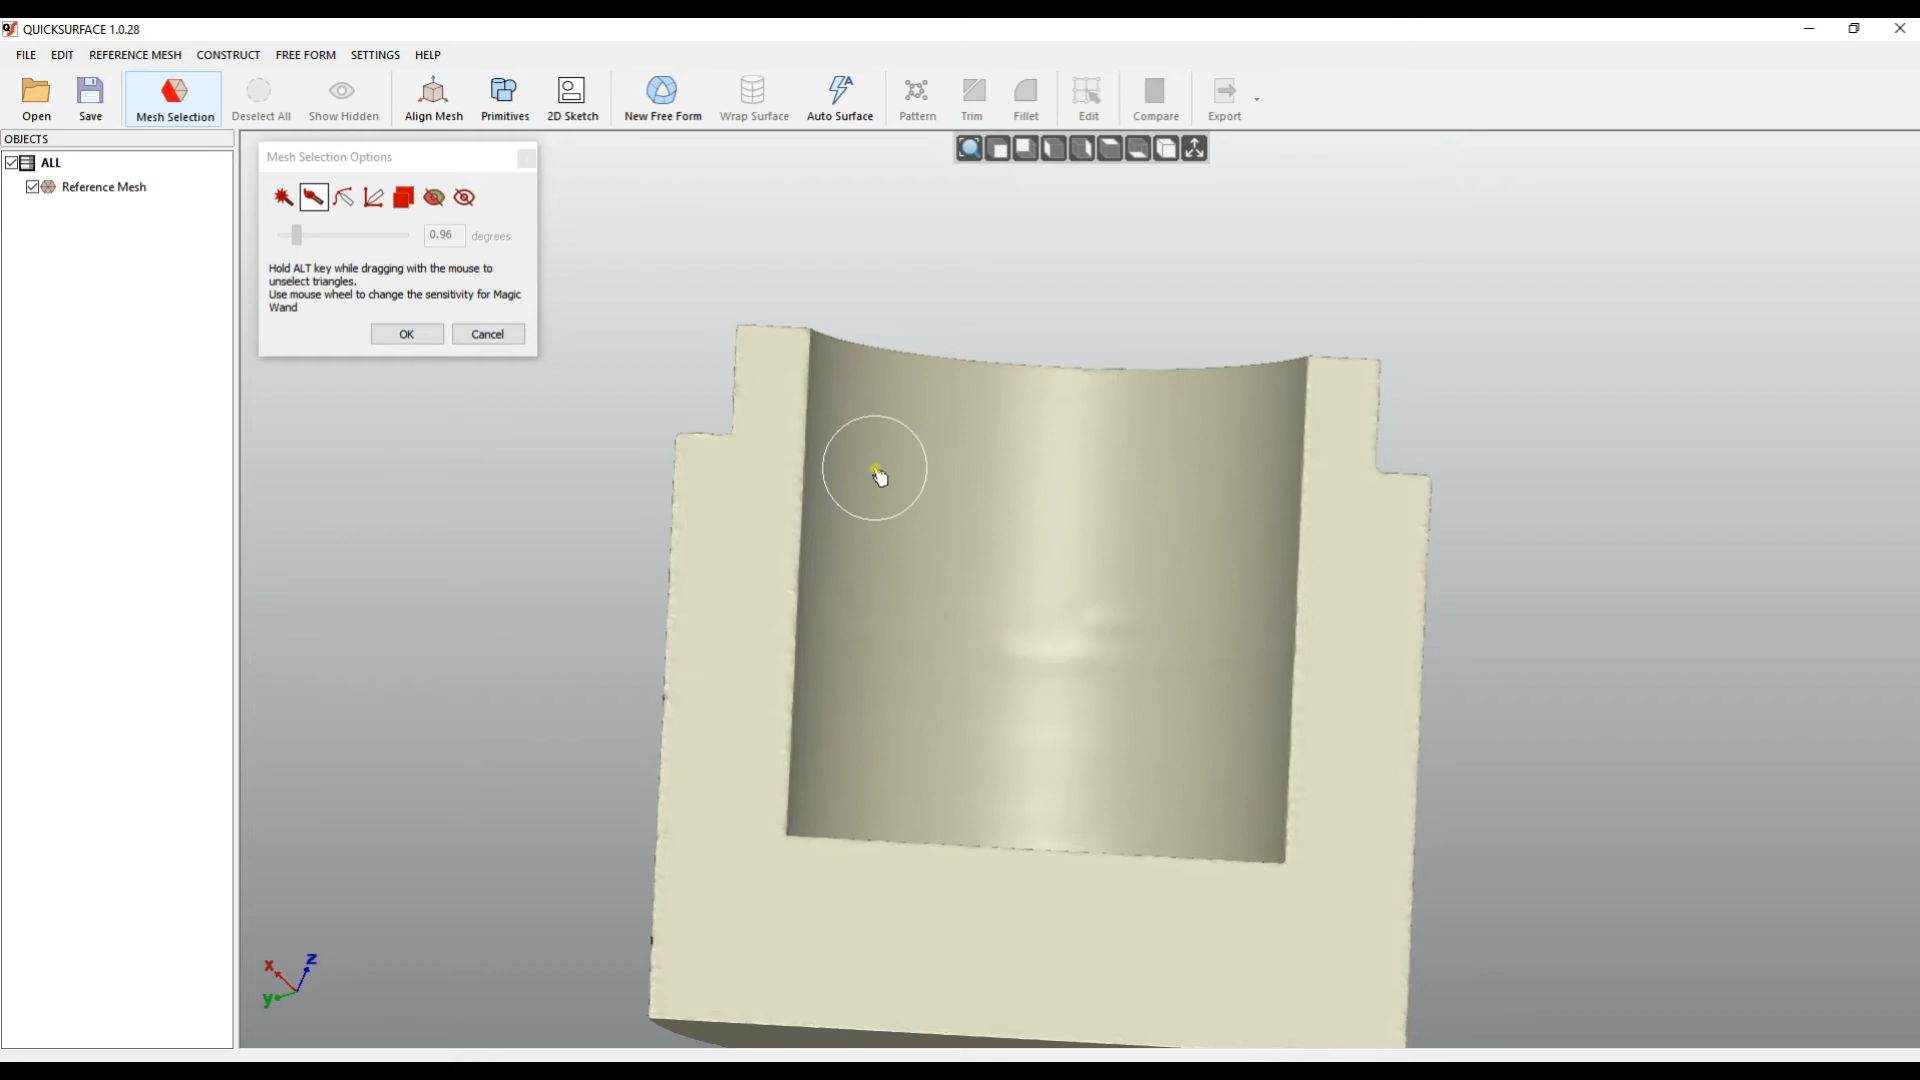 QUICKSURFACE 1.0.28
FILE EDIT REFERENCE MESH CONSTRUCT FREE FORM SETTINGS HELP
Open Save Mesh Selection Deselect All Show Hidden Align Mesh Primitives 2D Sketch New Free Form Wrap Surface Auto Surface Pattern Trim Fillet Edit Compare Export
OBJECTS
ALL
Reference Mesh
Mesh Selection Options
0.96 degrees
Hold ALT key while dragging with the mouse to
unselect triangles.
Use mouse wheel to change the sensitivity for Magic
Wand
OK Cancel
x z
y